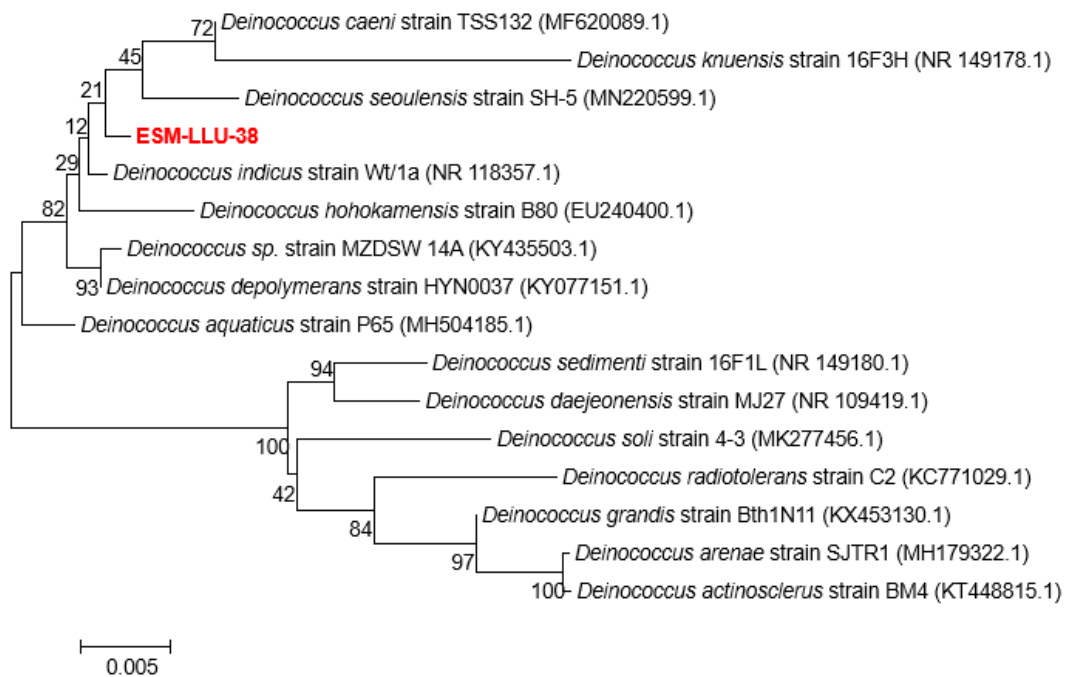 72 Deinococcus caeni strain TSS132 (MF620089.1)
45
Deinococcus knuensis strain 16F3H (NR 149178.1)
21 Deinococcus seoulensis strain SH-5 (MN220599.1)
12 ESM-LLU-38
29 Deinococcus indicus strain Wt/1a (NR 118357.1)
82 Deinococcus hohokamensis strain B80 (EU240400.1)
Deinococcus sp. strain MZDSW 14A (KY435503.1)
93 Deinococcus depolymerans strain HYN0037 (KY077151.1)
Deinococcus aquaticus strain P65 (MH504185.1)
94 Deinococcus sedimenti strain 16F1L (NR 149180.1)
Deinococcus daejeonensis strain MJ27 (NR 109419.1)
100 Deinococcus soli strain 4-3 (MK277456.1)
Deinococcus radiotolerans strain C2 (KC771029.1)
42
84 Deinococcus grandis strain Bth1N11 (KX453130.1)
97 Deinococcus arenae strain SJTR1 (MH179322.1)
100 Deinococcus actinosclerus strain BM4 (KT448815.1)
0.005